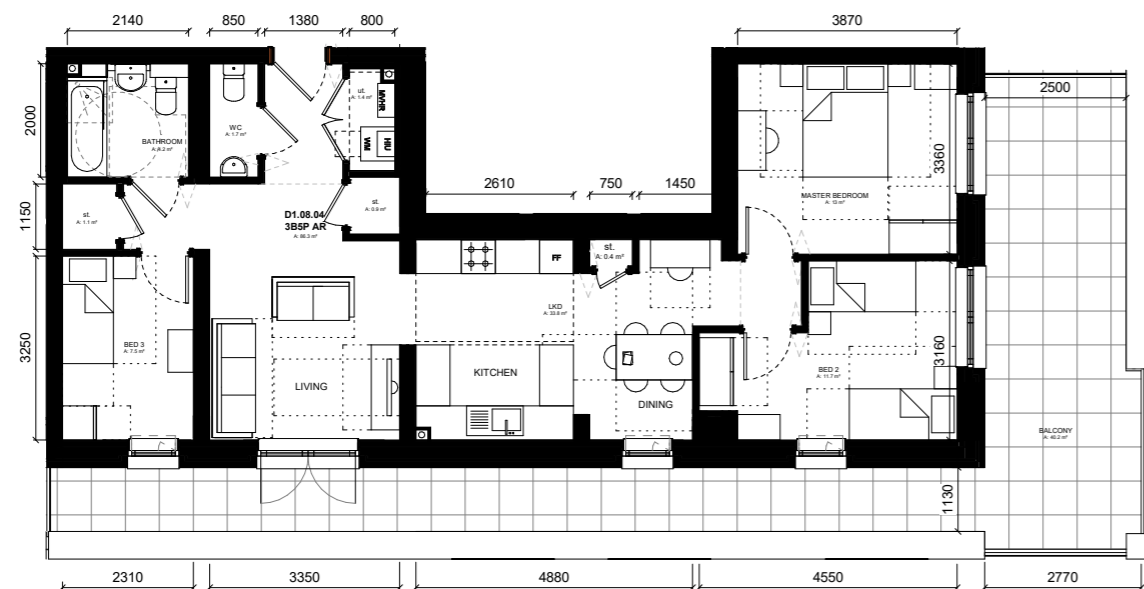 2140
850
1380
800
3870
2000
1150
3250
2500
ut.
A: 1.4 m²
MVHR
HIU
WM
WC
A: 1.7 m²
BATHROOM
A: 4.2 m²
st.
A: 1.1 m²
D1.08.04
3B5P AR
st.
A: 0.9 m²
2610
750
1450
MASTER BEDROOM
A: 13 m²
3360
st.
A: 0.4 m²
FF
LKD
A: 33.8 m²
BED 3
A: 7.5 m²
LIVING
KITCHEN
DINING
BED 2
A: 11.7 m²
3160
BALCONY
A: 40.2 m²
1130
2310
3350
4880
4550
2770